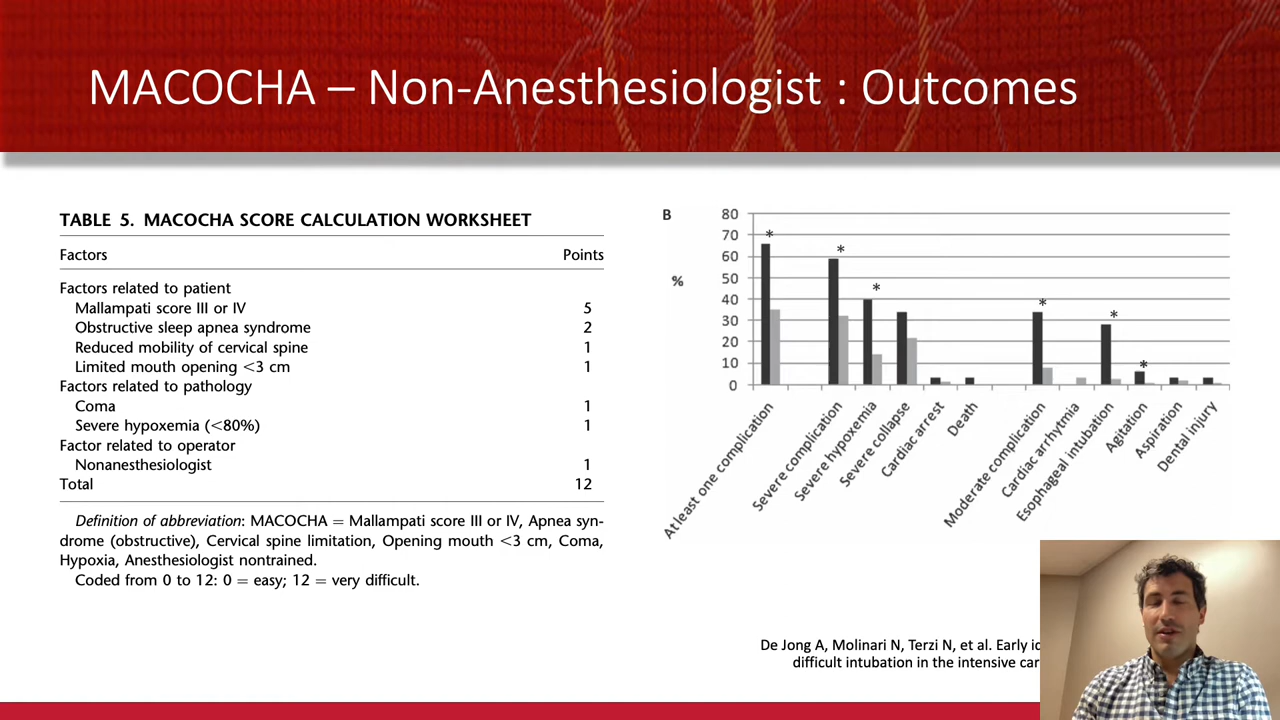 MACOCHA – Non-Anesthesiologist : Outcomes
TABLE 5. MACOCHA SCORE CALCULATION WORKSHEET
Factors Points
Factors related to patient
Mallampati score III or IV 5
Obstructive sleep apnea syndrome 2
Reduced mobility of cervical spine 1
Limited mouth opening <3 cm 1
Factors related to pathology
Coma 1
Severe hypoxemia (<80%) 1
Factor related to operator
Nonanesthesiologist 1
Total 12
Definition of abbreviation: MACOCHA = Mallampati score III or IV, Apnea syn-
drome (obstructive), Cervical spine limitation, Opening mouth <3 cm, Coma,
Hypoxia, Anesthesiologist nontrained.
Coded from 0 to 12: 0 = easy; 12 = very difficult.
B
%
80
70
60
50
40
30
20
10
0
* * * * * *
At least one complication
Severe complication
Severe hypoxemia
Severe collapse
Cardiac arrest
Death
Moderate complication
Cardiac arrhytmia
Esophageal intubation
Agitation
Aspiration
Dental injury
De Jong A, Molinari N, Terzi N, et al. Early
difficult intubation in the intensive